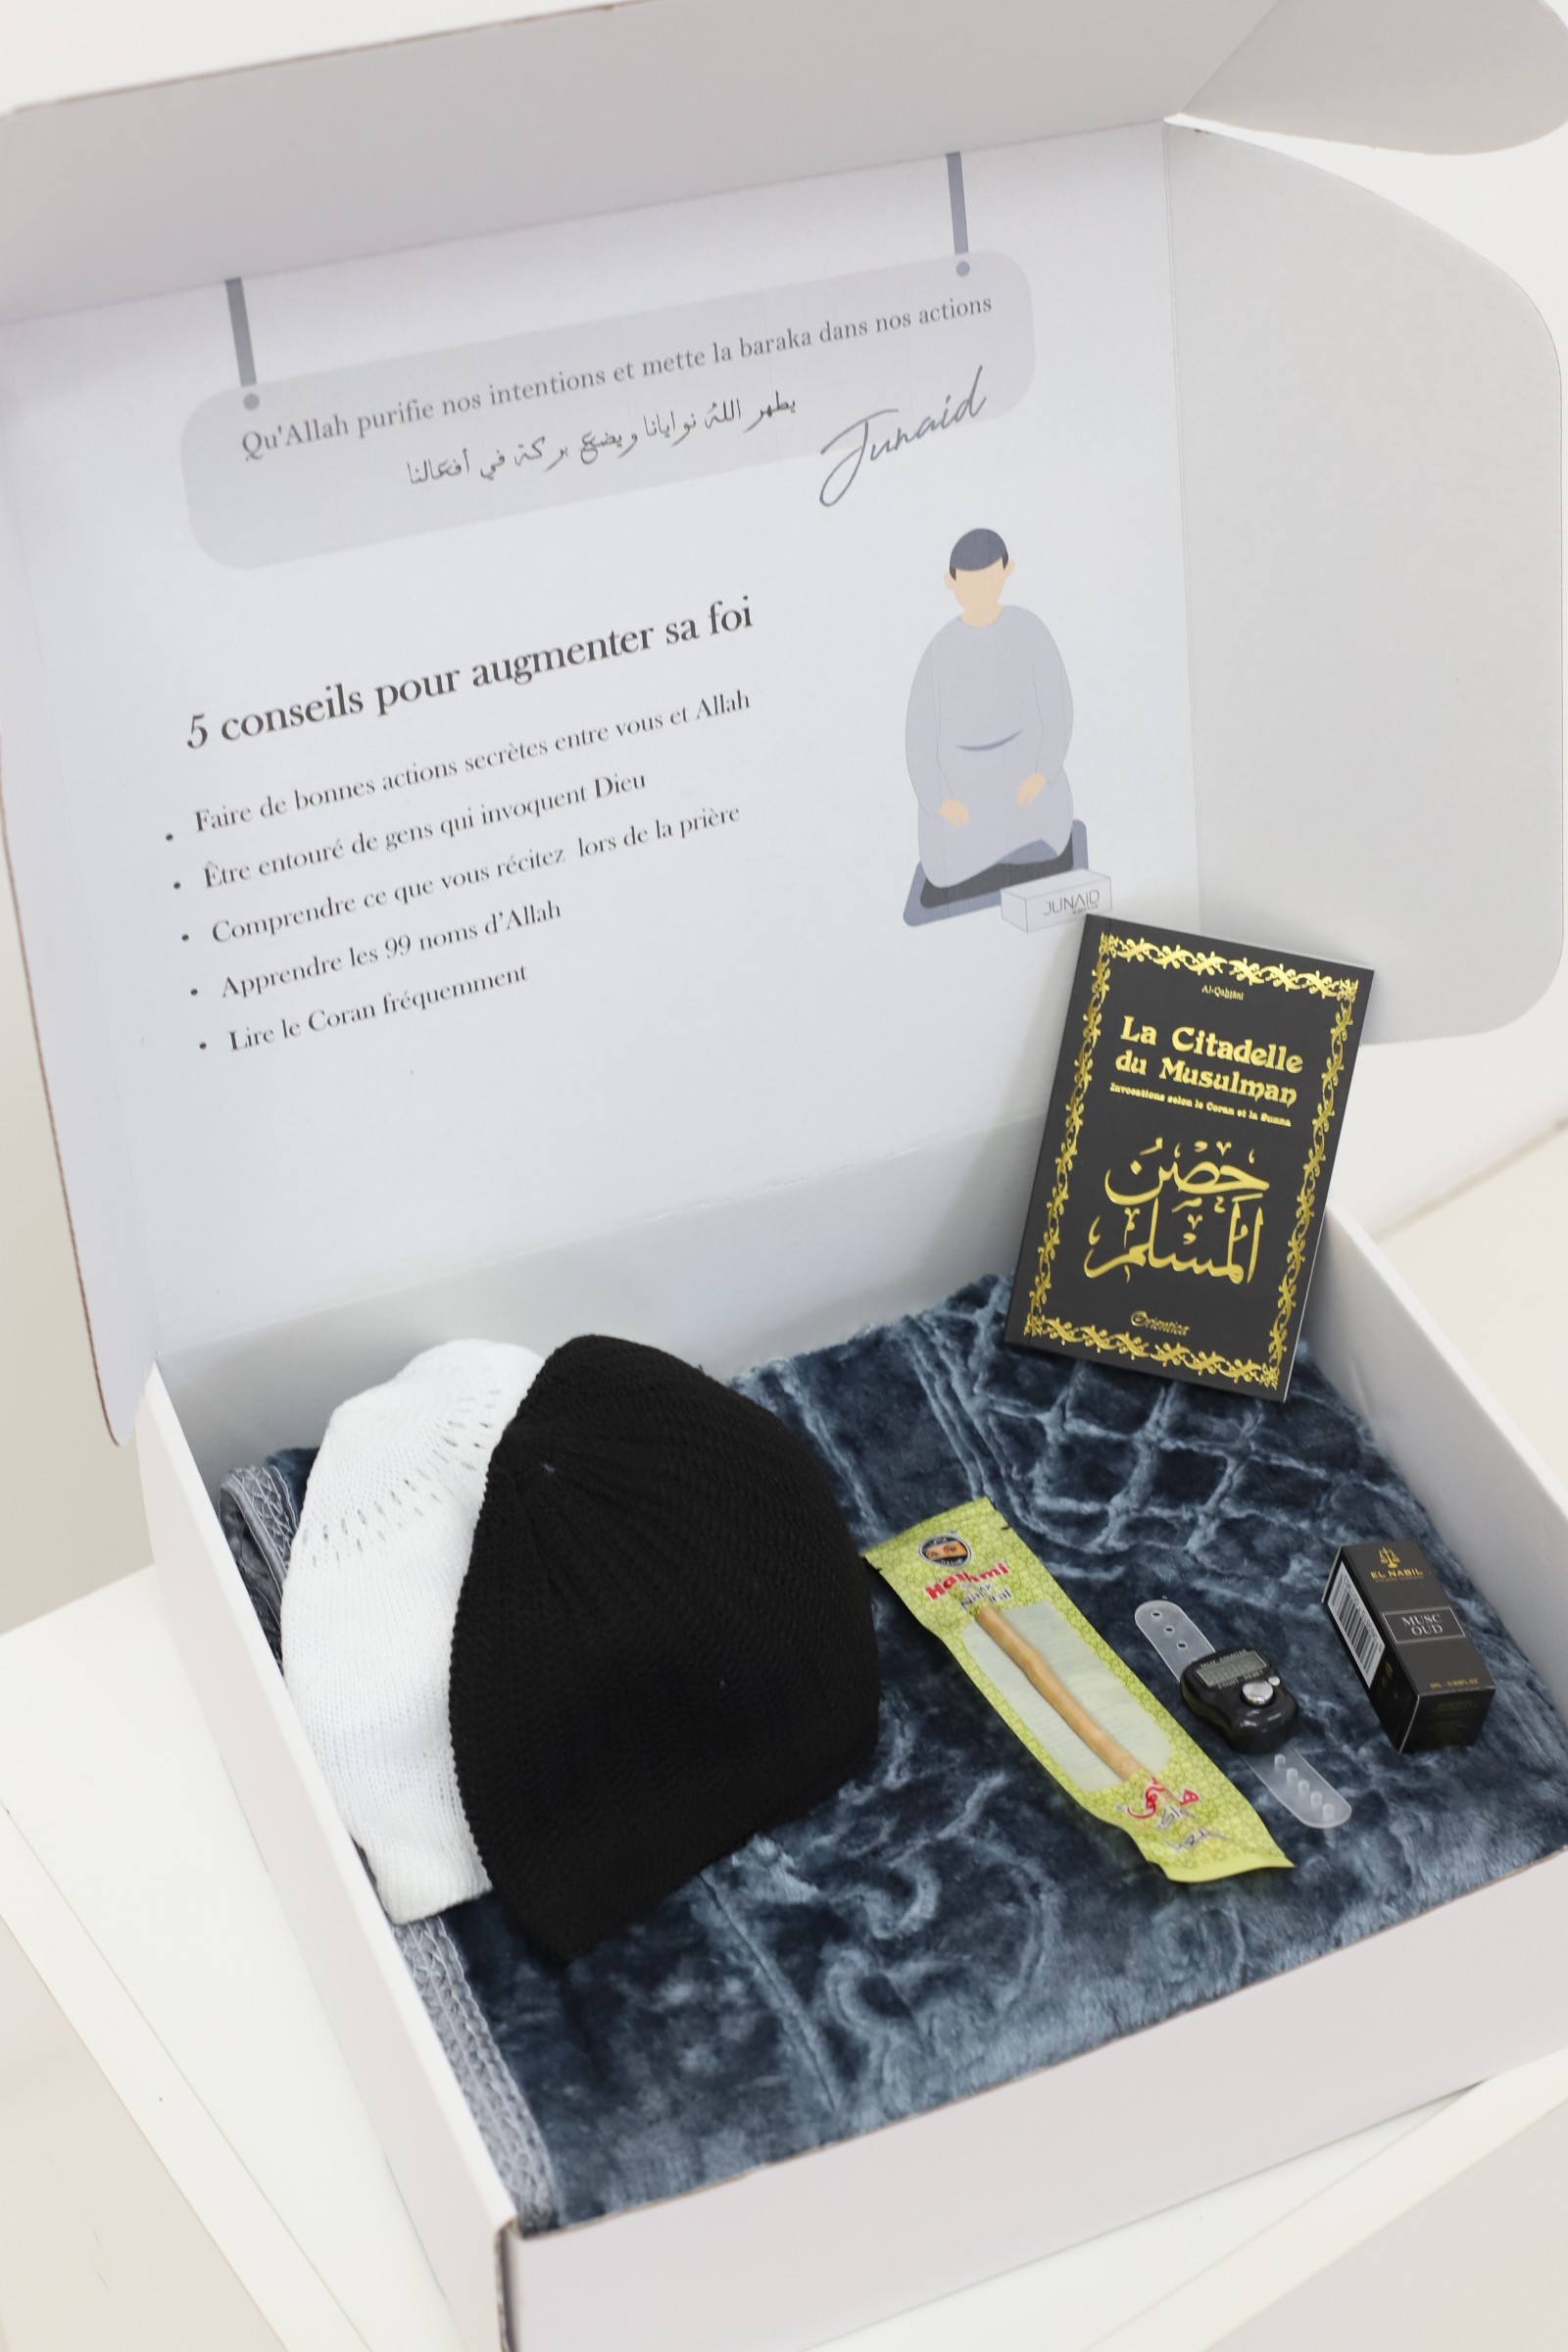 Qu'Allah purifie nos intentions et mette la baraka dans nos actions
يطهر اللهُ نوايانا ويضع بركة في أفعالنا
Junaid
5 conseils pour augmenter sa foi
• Faire de bonnes actions secrètes entre vous et Allah
• Être entouré de gens qui invoquent Dieu
• Comprendre ce que vous récitez lors de la prière
• Apprendre les 99 noms d'Allah
• Lire le Coran fréquemment
JUNAID
Al-Qahtânî
La Citadelle
du Musulman
Invocations selon le Coran et la Sunna
حِصْنُ
المُسْلِم
Orientica
Hashmi
Natural
هاشمي
EL NABIL
MUSC
OUD